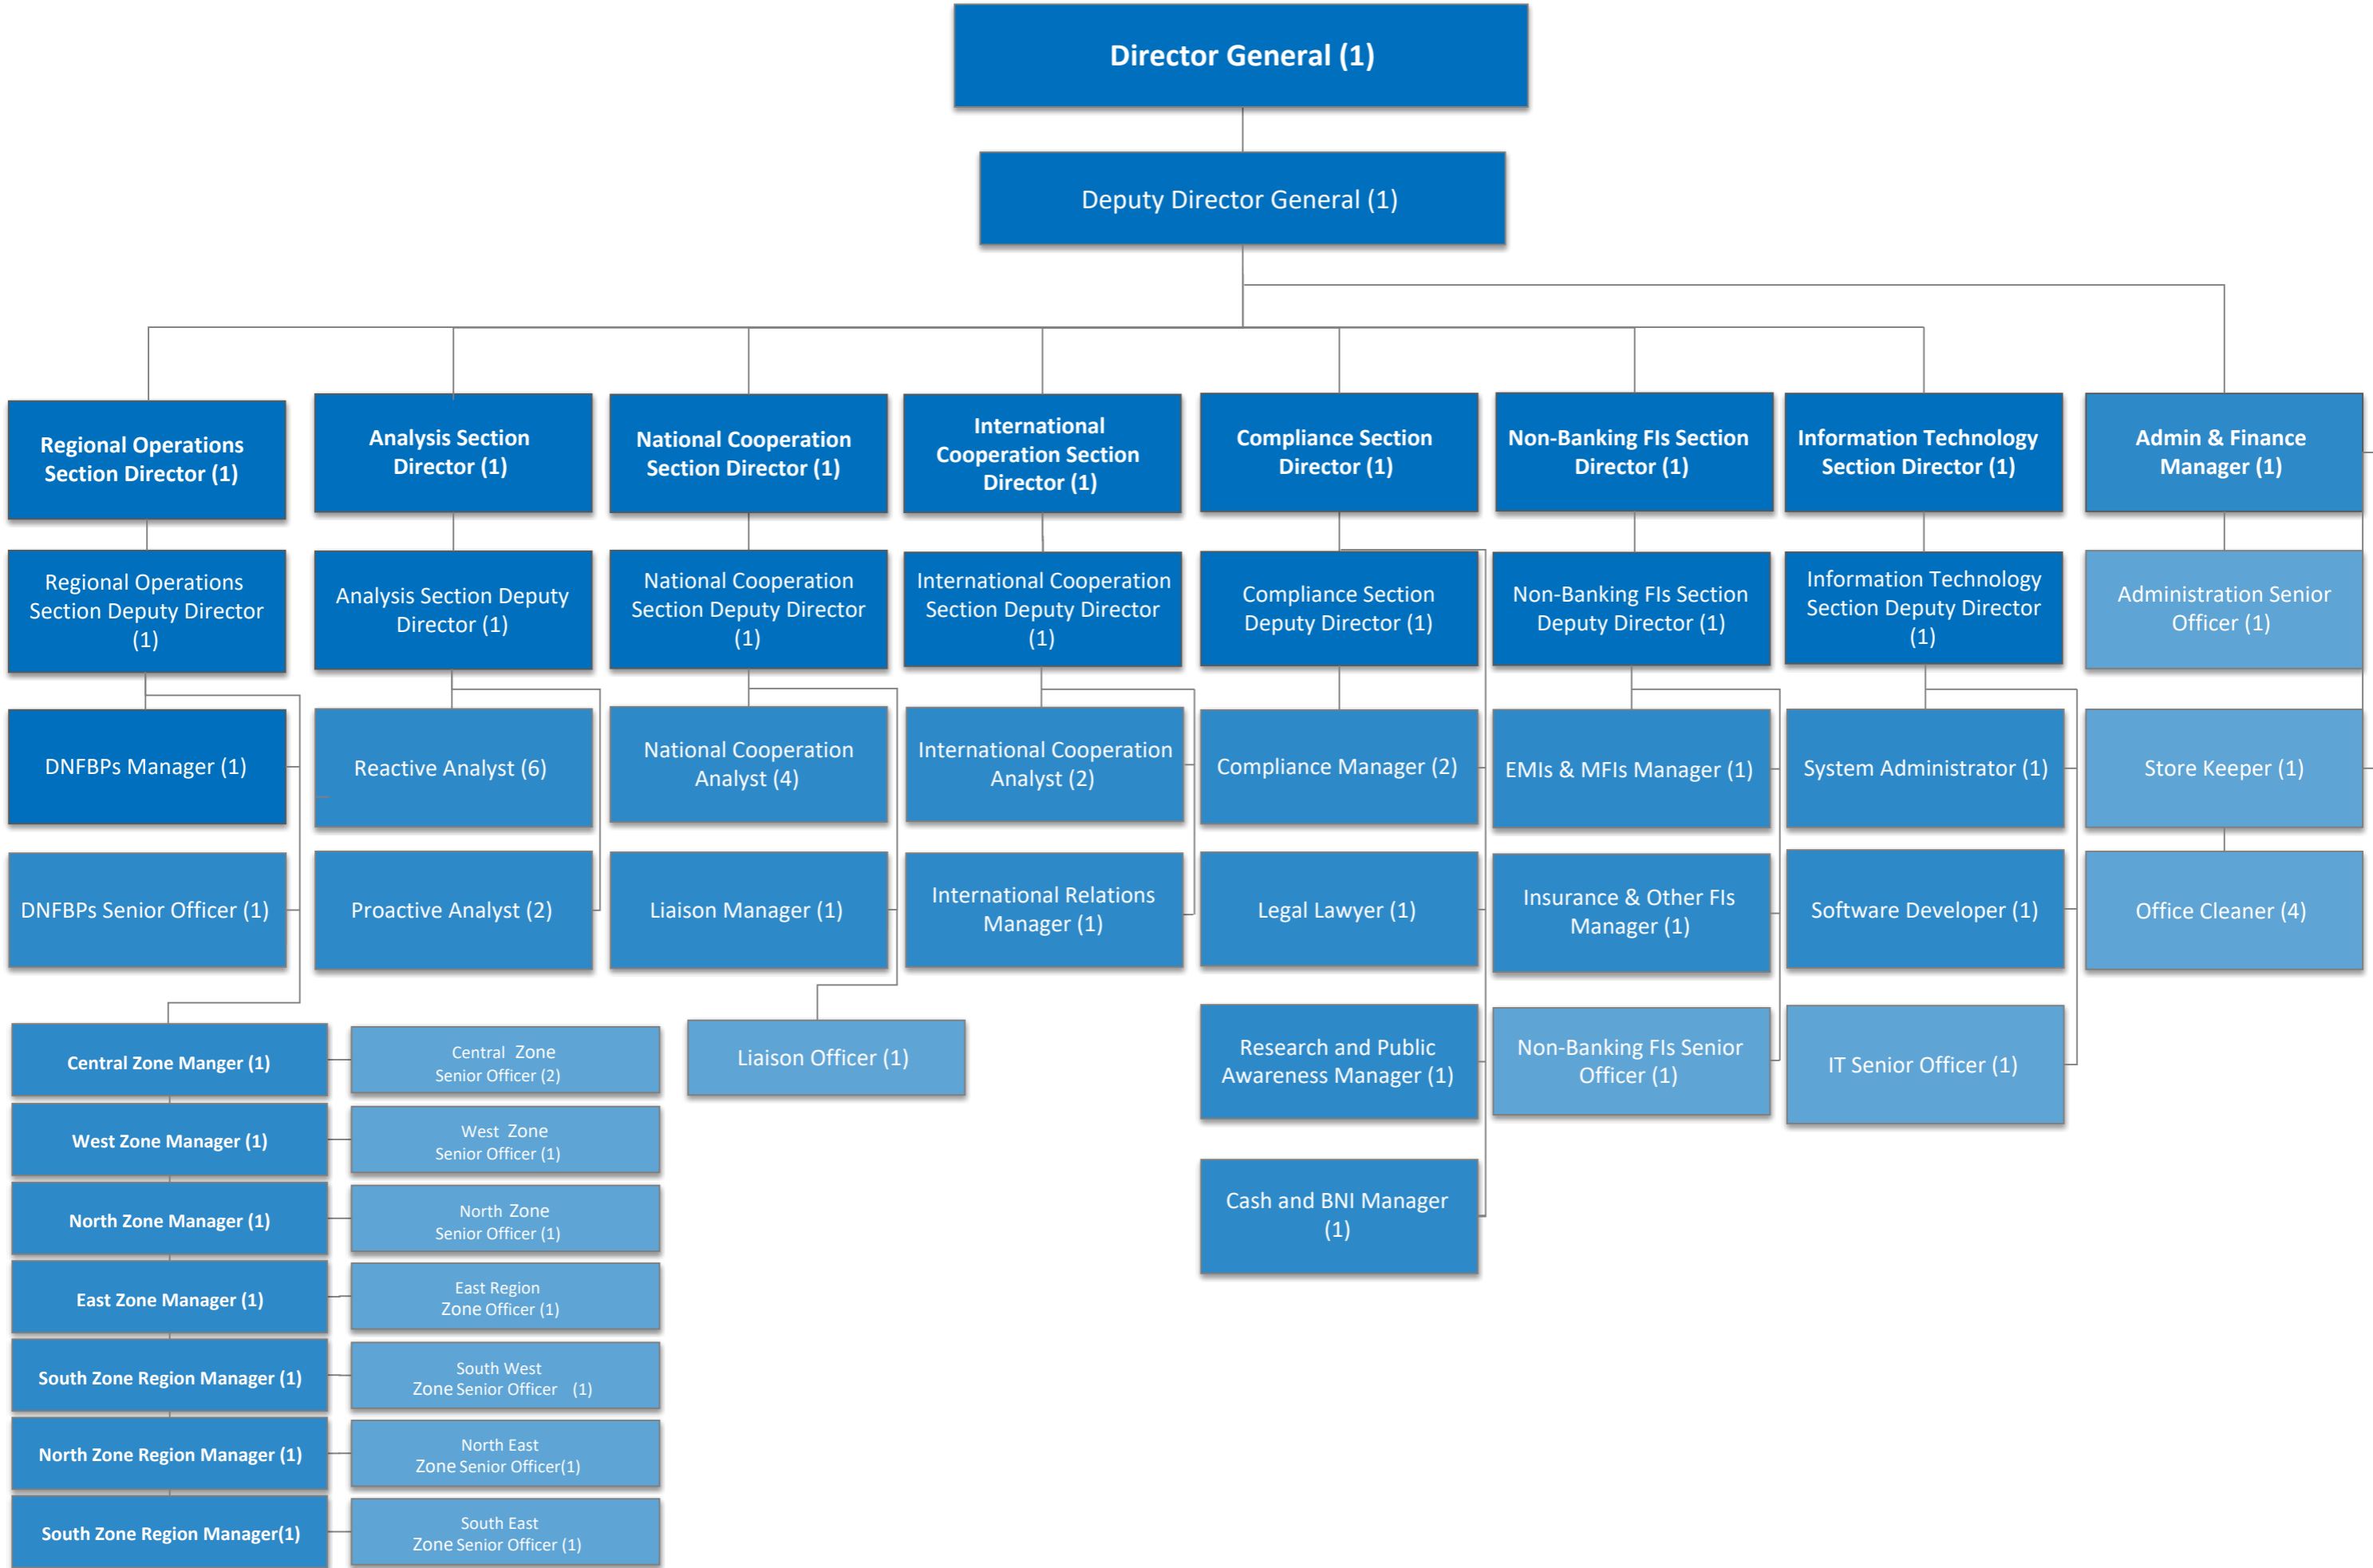 Director General (1)
Deputy Director General (1)
Regional Operations
Section Director (1)
Analysis Section
Director (1)
National Cooperation
Section Director (1)
International
Cooperation Section
Director (1)
Compliance Section
Director (1)
Non-Banking FIs Section
Director (1)
Information Technology
Section Director (1)
Admin & Finance
Manager (1)
Regional Operations
Section Deputy Director
(1)
Analysis Section Deputy
Director (1)
National Cooperation
Section Deputy Director
(1)
International Cooperation
Section Deputy Director
(1)
Compliance Section
Deputy Director (1)
Non-Banking FIs Section
Deputy Director (1)
Information Technology
Section Deputy Director
(1)
Administration Senior
Officer (1)
DNFBPs Manager (1)
Reactive Analyst (6)
National Cooperation
Analyst (4)
International Cooperation
Analyst (2)
Compliance Manager (2)
EMIs & MFIs Manager (1)
System Administrator (1)
Store Keeper (1)
DNFBPs Senior Officer (1)
Proactive Analyst (2)
Liaison Manager (1)
International Relations
Manager (1)
Legal Lawyer (1)
Insurance & Other FIs
Manager (1)
Software Developer (1)
Office Cleaner (4)
Central Zone Manger (1)
Central Zone
Senior Officer (2)
Liaison Officer (1)
Research and Public
Awareness Manager (1)
Non-Banking FIs Senior
Officer (1)
IT Senior Officer (1)
West Zone Manager (1)
West Zone
Senior Officer (1)
North Zone Manager (1)
North Zone
Senior Officer (1)
Cash and BNI Manager
(1)
East Zone Manager (1)
East Region
Zone Officer (1)
South Zone Region Manager (1)
South West
Zone Senior Officer (1)
North Zone Region Manager (1)
North East
Zone Senior Officer(1)
South Zone Region Manager(1)
South East
Zone Senior Officer (1)